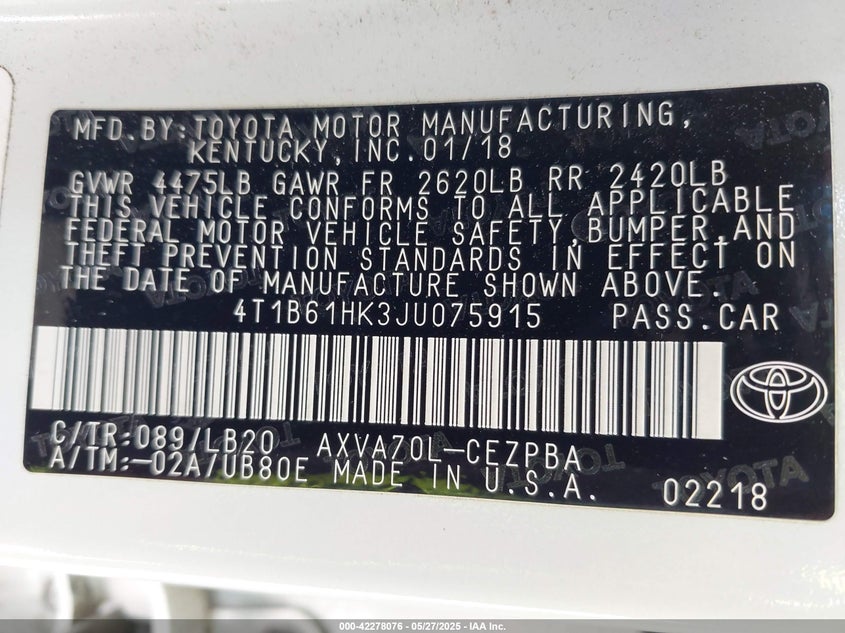 MFD.BY:TOYOTA MOTOR MANUFACTURING,
KENTUCKY,INC.01/18
GVWR 4475LB GAWR FR 2620LB RR 2420LB
THIS VEHICLE CONFORMS TO ALL APPLICABLE
FEDERAL MOTOR VEHICLE SAFETY,BUMPER,AND
THEFT PREVENTION STANDARDS IN EFFECT ON
THE DATE OF MANUFACTURE SHOWN ABOVE.
4T1B61HK3JU075915 PASS.CAR
C/TR:089/LB20 AXVA70L-CEZPBA
A/TM:-02A/UB80E MADE IN U.S.A. 02218
000-42278076 - 05/27/2025 - IAA Inc.